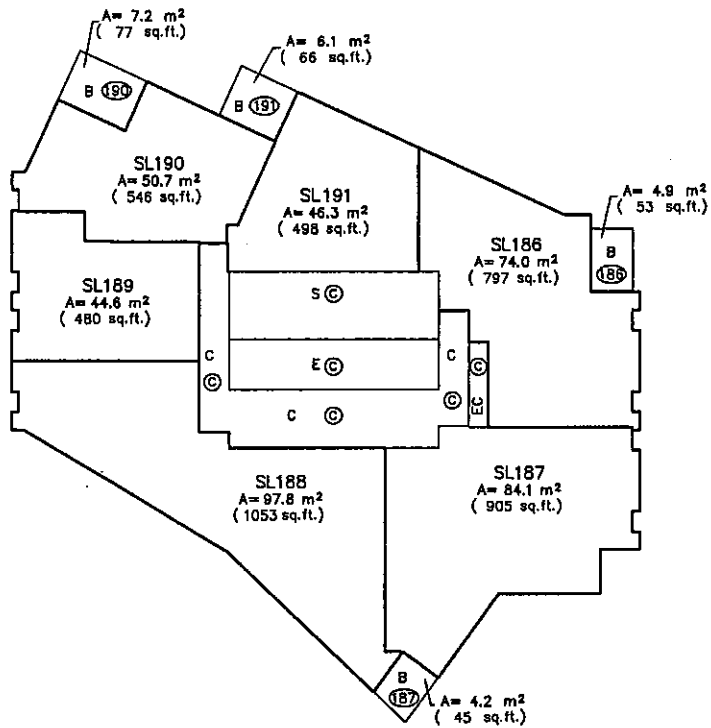 A= 7.2 m²
( 77 sq.ft.)
A= 6.1 m²
( 66 sq.ft.)
B 190
B 191
SL190
A= 50.7 m²
( 546 sq.ft.)
SL191
A= 46.3 m²
( 498 sq.ft.)
A= 4.9 m²
( 53 sq.ft.)
SL186
A= 74.0 m²
( 797 sq.ft.)
B
186
SL189
A= 44.6 m²
( 480 sq.ft.)
S C
C
C
E C
C
C
C
EC
C C
SL188
A= 97.8 m²
(1053 sq.ft.)
SL187
A= 84.1 m²
( 905 sq.ft.)
B
187
A= 4.2 m²
( 45 sq.ft.)